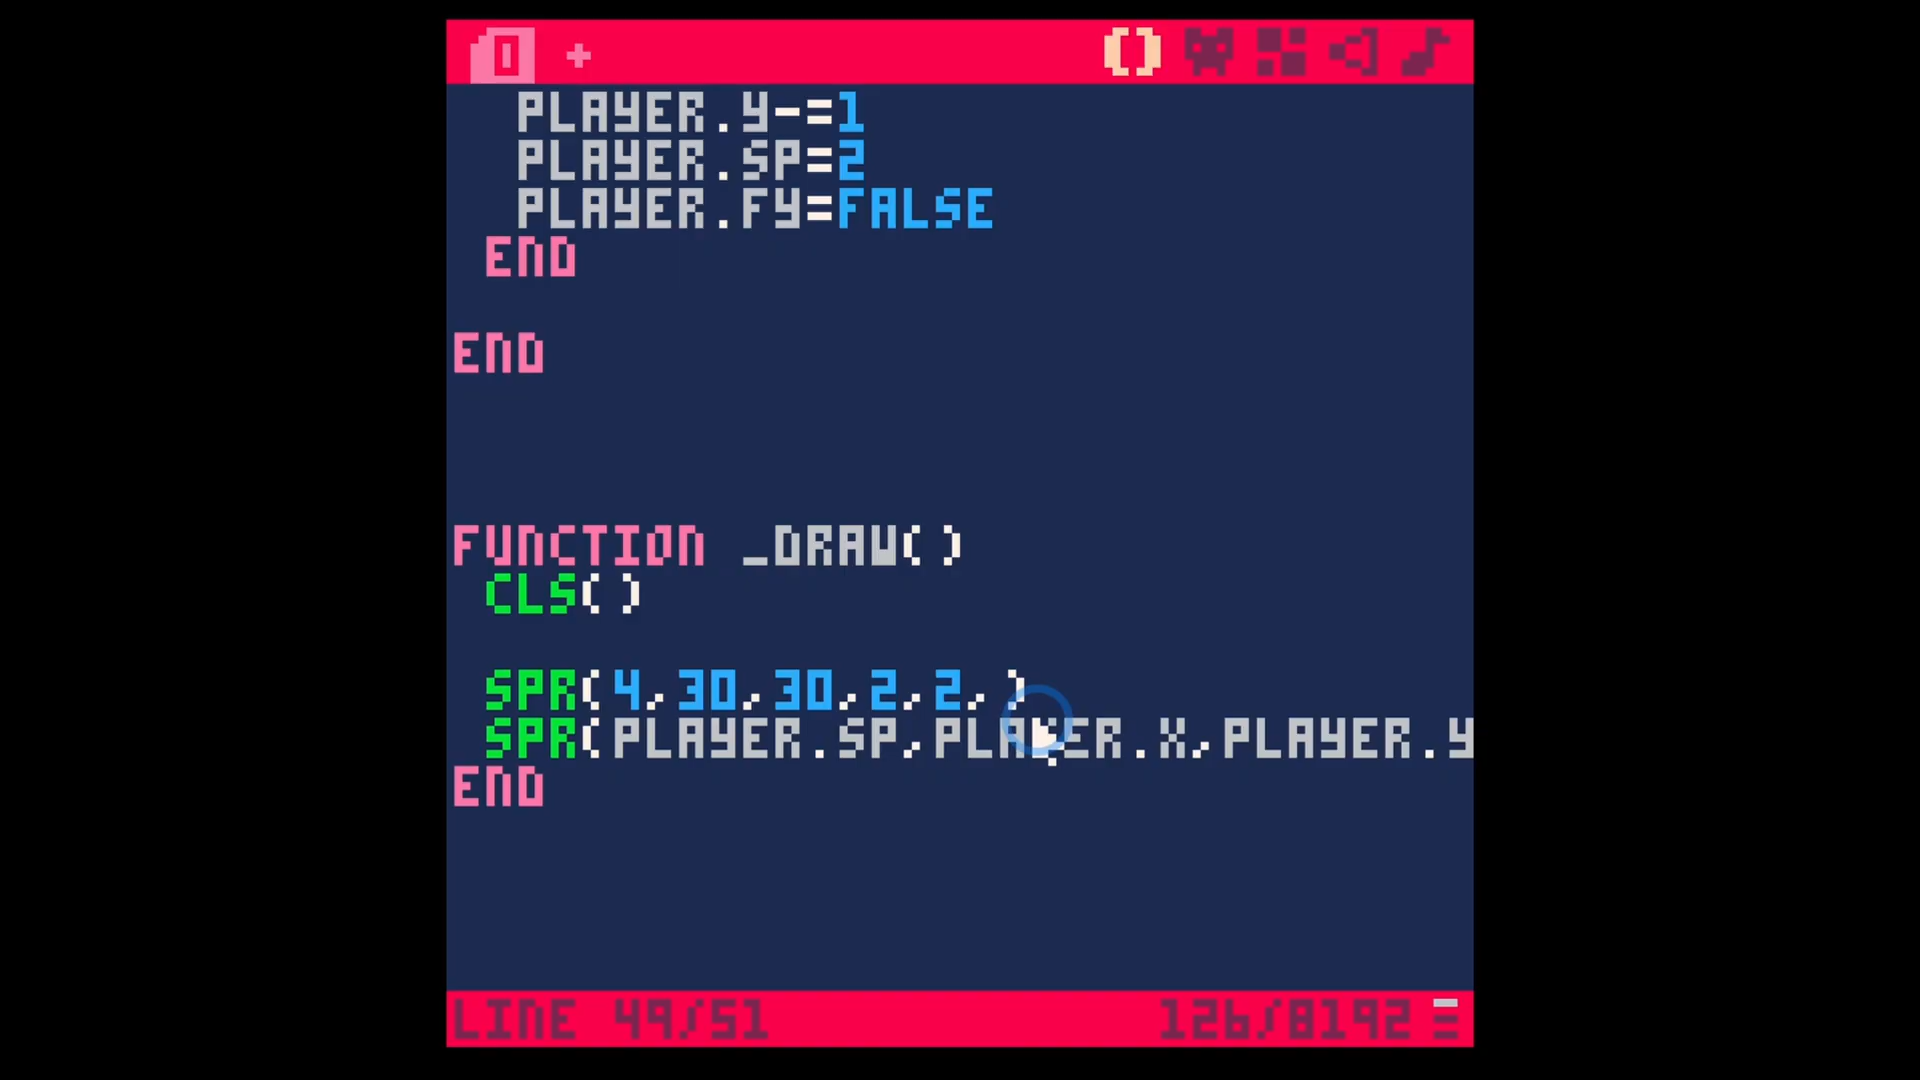 0 +
PLAYER.Y-=1
PLAYER.SP=2
PLAYER.FY=FALSE
END
END
FUNCTION _DRAW()
CLS()
SPR(4,30,30,2,2,)
SPR(PLAYER.SP,PLAYER.X,PLAYER.Y
END
LINE 49/51 126/8192